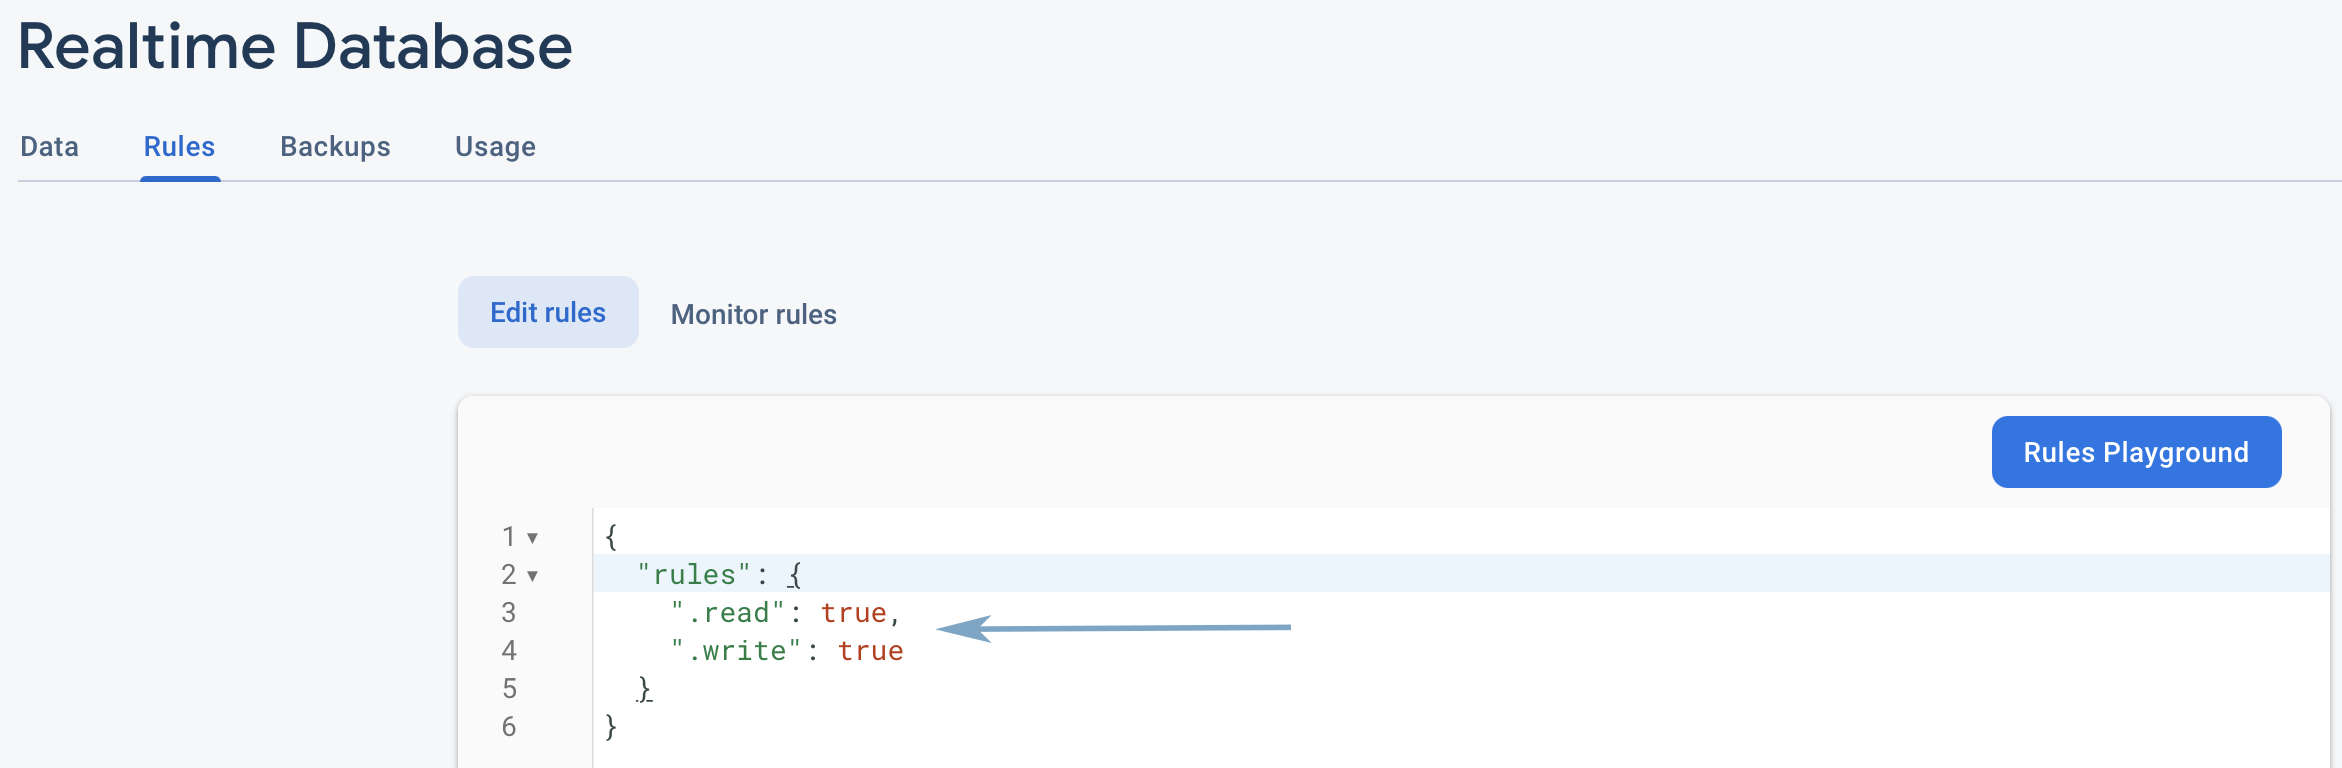 Realtime Database
Data Rules Backups Usage
Edit rules Monitor rules
Rules Playground
1 {
2 "rules": {
3 ".read": true,
4 ".write": true
5 }
6 }